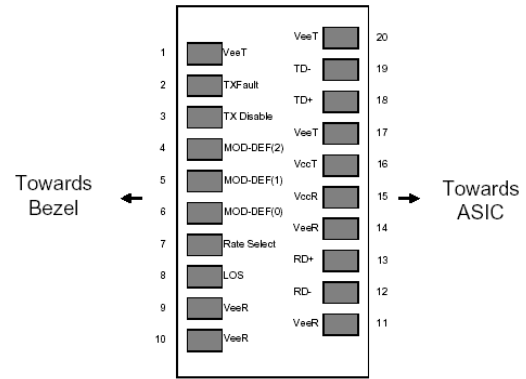 VeeT 20
1 VeeT
TD- 19
2 TXFault
TD+ 18
3 TX Disable
VeeT 17
4 MOD-DEF(2)
VccT 16
5 MOD-DEF(1)
Towards
Bezel
VccR 15
Towards
ASIC
6 MOD-DEF(0)
VeeR 14
7 Rate Select
RD+ 13
8 LOS
RD- 12
9 VeeR
VeeR 11
10 VeeR